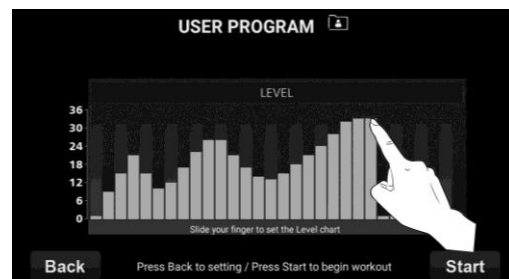 USER PROGRAM
LEVEL
36
30
24
18
12
6
0
Slide your finger to set the Level chart
Back
Press Back to setting / Press Start to begin workout
Start